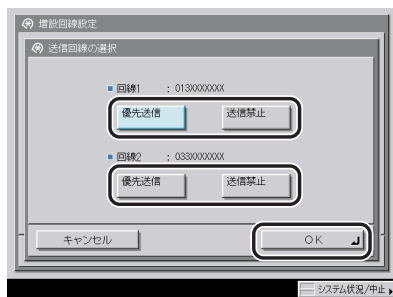 増設回線設定
送信回線の選択
回線1 : 013XXXXXXX
優先送信 送信禁止
回線2 : 033XXXXXXX
優先送信 送信禁止
キャンセル OK
システム状況/中止